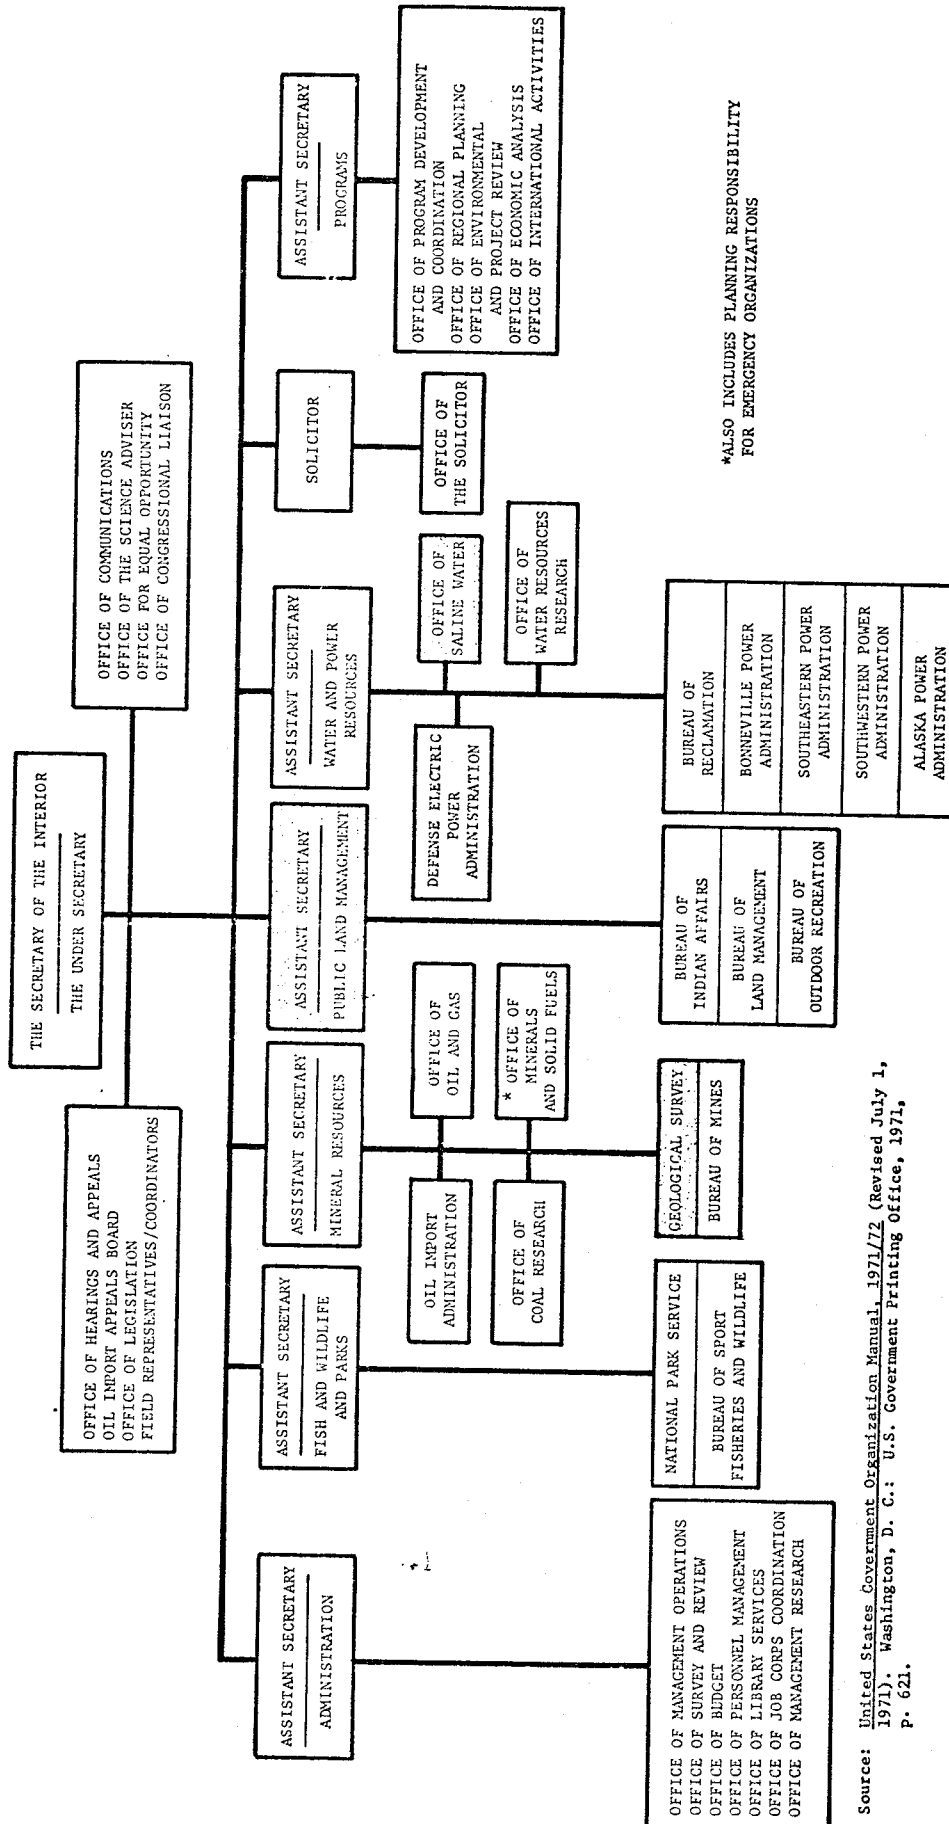 THE SECRETARY OF THE INTERIOR
THE UNDER SECRETARY
OFFICE OF HEARINGS AND APPEALS
OIL IMPORT APPEALS BOARD
OFFICE OF LEGISLATION
FIELD REPRESENTATIVES/COORDINATORS
OFFICE OF COMMUNICATIONS
OFFICE OF THE SCIENCE ADVISER
OFFICE FOR EQUAL OPPORTUNITY
OFFICE OF CONGRESSIONAL LIAISON
ASSISTANT SECRETARY
ADMINISTRATION
ASSISTANT SECRETARY
FISH AND WILDLIFE
AND PARKS
ASSISTANT SECRETARY
MINERAL RESOURCES
ASSISTANT SECRETARY
PUBLIC LAND MANAGEMENT
ASSISTANT SECRETARY
WATER AND POWER
RESOURCES
SOLICITOR
ASSISTANT SECRETARY
PROGRAMS
OIL IMPORT
ADMINISTRATION
OFFICE OF
OIL AND GAS
OFFICE OF
COAL RESEARCH
* OFFICE OF
MINERALS
AND SOLID FUELS
DEFENSE ELECTRIC
POWER
ADMINISTRATION
OFFICE OF
SALINE WATER
OFFICE OF
WATER RESOURCES
RESEARCH
OFFICE OF
THE SOLICITOR
OFFICE OF PROGRAM DEVELOPMENT
AND COORDINATION
OFFICE OF REGIONAL PLANNING
OFFICE OF ENVIRONMENTAL
AND PROJECT REVIEW
OFFICE OF ECONOMIC ANALYSIS
OFFICE OF INTERNATIONAL ACTIVITIES
OFFICE OF MANAGEMENT OPERATIONS
OFFICE OF SURVEY AND REVIEW
OFFICE OF BUDGET
OFFICE OF PERSONNEL MANAGEMENT
OFFICE OF LIBRARY SERVICES
OFFICE OF JOB CORPS COORDINATION
OFFICE OF MANAGEMENT RESEARCH
NATIONAL PARK SERVICE
BUREAU OF SPORT
FISHERIES AND WILDLIFE
GEOLOGICAL SURVEY
BUREAU OF MINES
BUREAU OF
INDIAN AFFAIRS
BUREAU OF
LAND MANAGEMENT
BUREAU OF
OUTDOOR RECREATION
BUREAU OF
RECLAMATION
BONNEVILLE POWER
ADMINISTRATION
SOUTHEASTERN POWER
ADMINISTRATION
SOUTHWESTERN POWER
ADMINISTRATION
ALASKA POWER
ADMINISTRATION
*ALSO INCLUDES PLANNING RESPONSIBILITY
FOR EMERGENCY ORGANIZATIONS
Source: United States Government Organization Manual, 1971/72 (Revised July 1,
1971). Washington, D. C.: U.S. Government Printing Office, 1971,
p. 621.